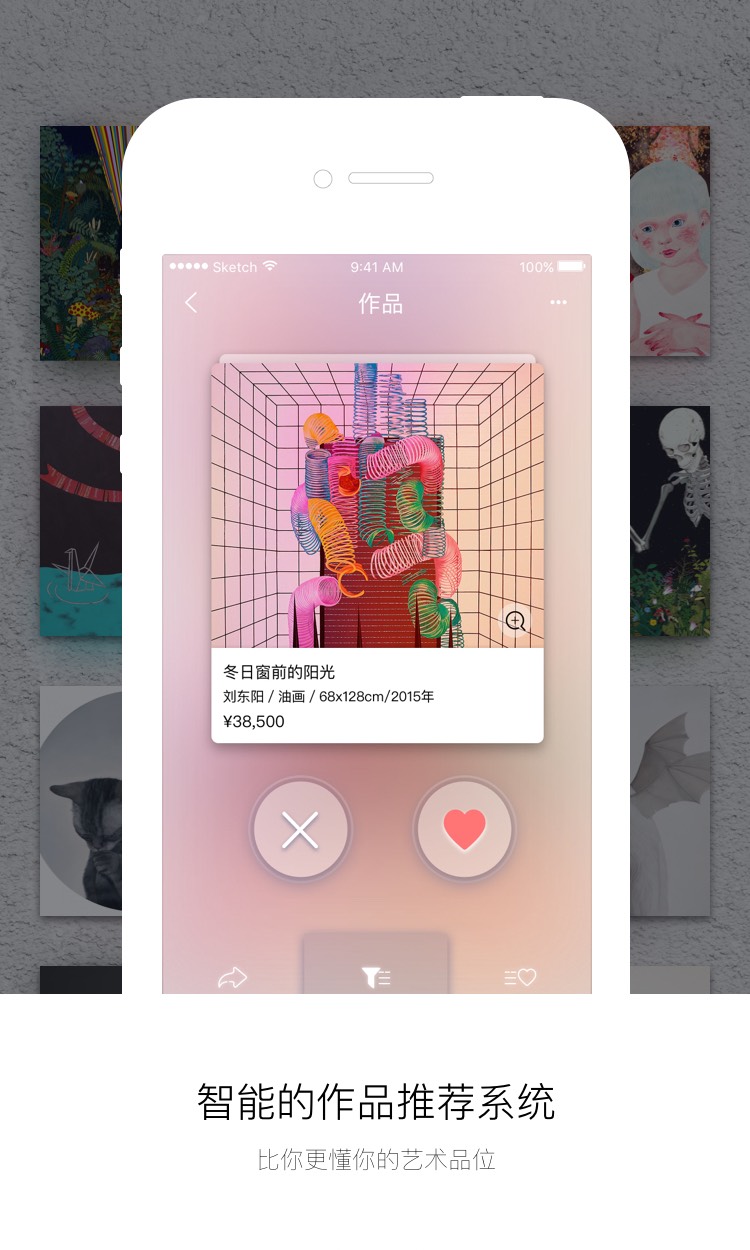 Sketch 9:41 AM 100%
作品
冬日窗前的阳光
刘东阳 / 油画 / 68x128cm/2015年
¥38,500
智能的作品推荐系统
比你更懂你的艺术品位